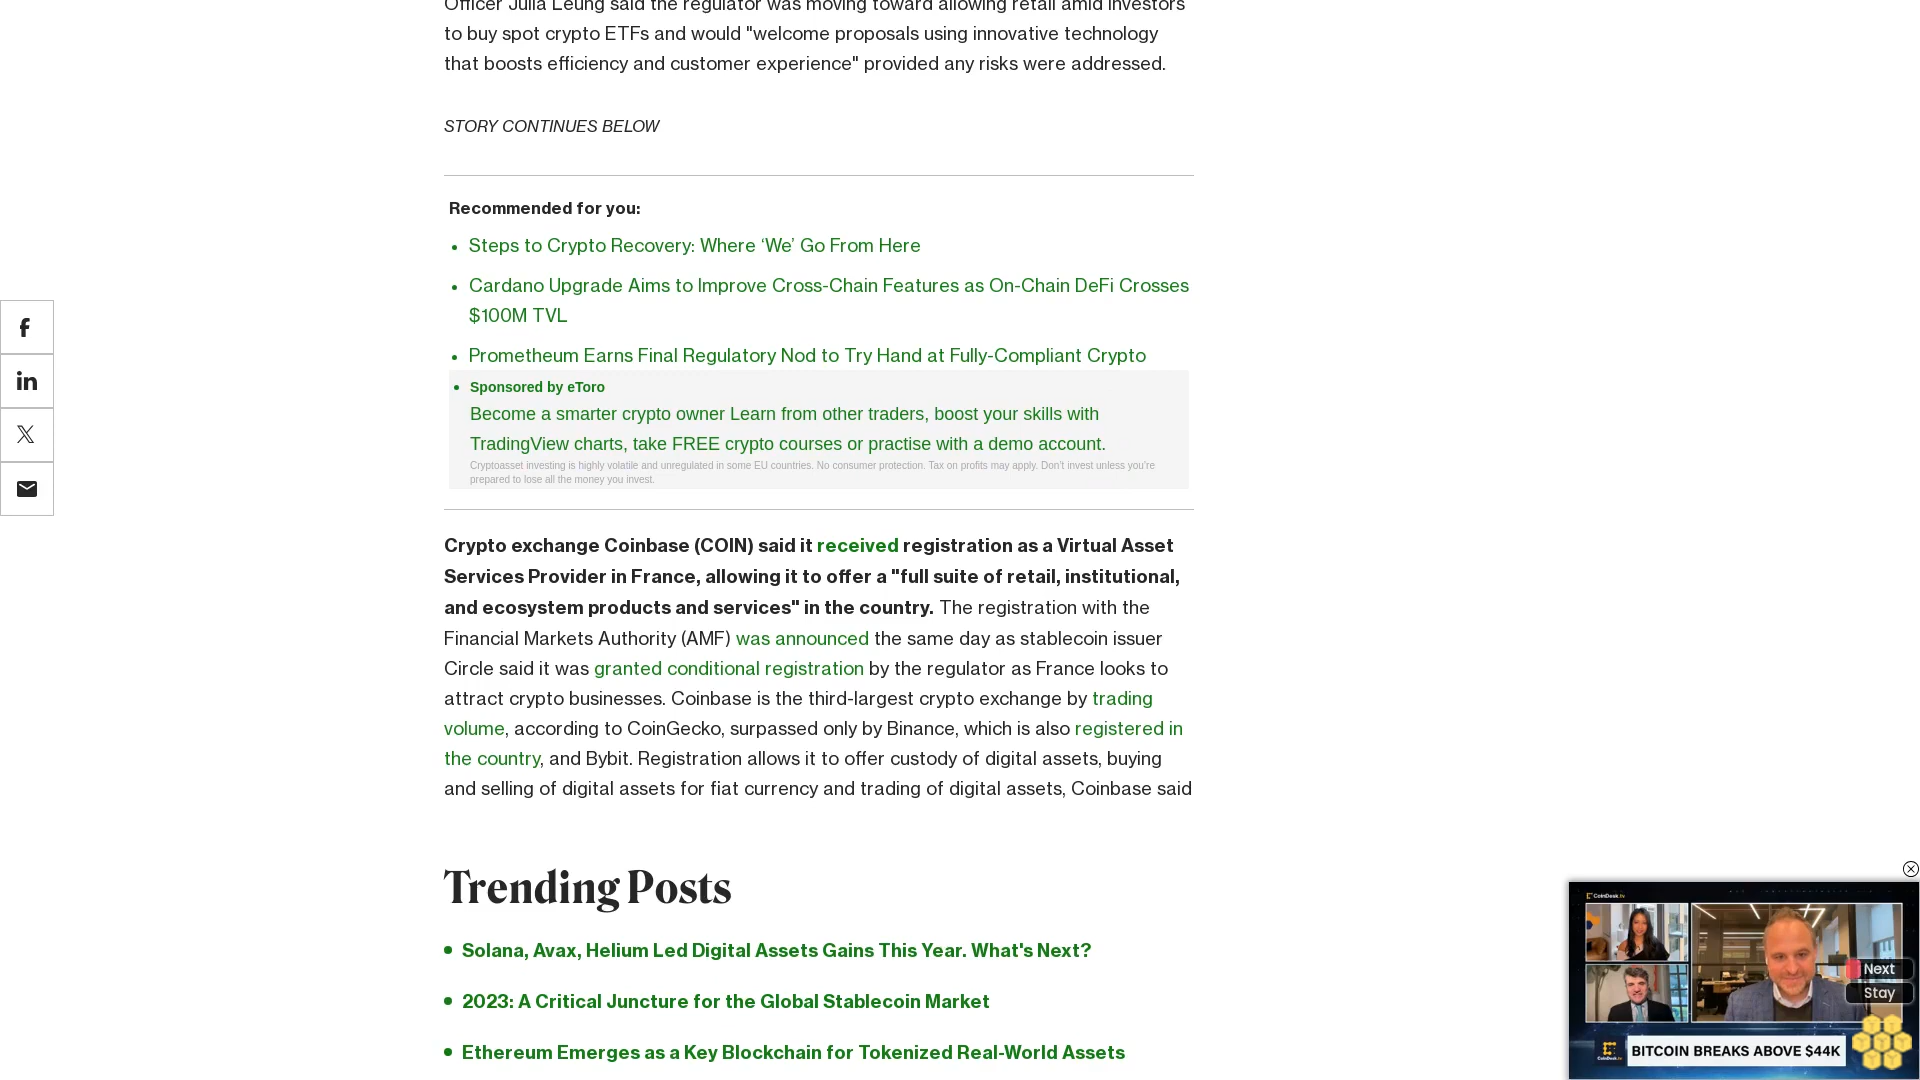 Officer Julia Leung said the regulator was moving toward allowing retail amid investors
to buy spot crypto ETFs and would "welcome proposals using innovative technology
that boosts efficiency and customer experience" provided any risks were addressed.
STORY CONTINUES BELOW
Recommended for you:
Steps to Crypto Recovery: Where ‘We’ Go From Here
Cardano Upgrade Aims to Improve Cross-Chain Features as On-Chain DeFi Crosses
$100M TVL
Prometheum Earns Final Regulatory Nod to Try Hand at Fully-Compliant Crypto
Sponsored by eToro
Become a smarter crypto owner Learn from other traders, boost your skills with
TradingView charts, take FREE crypto courses or practise with a demo account.
Cryptoasset investing is highly volatile and unregulated in some EU countries. No consumer protection. Tax on profits may apply. Don’t invest unless you’re
prepared to lose all the money you invest.
Crypto exchange Coinbase (COIN) said it received registration as a Virtual Asset
Services Provider in France, allowing it to offer a "full suite of retail, institutional,
and ecosystem products and services" in the country. The registration with the
Financial Markets Authority (AMF) was announced the same day as stablecoin issuer
Circle said it was granted conditional registration by the regulator as France looks to
attract crypto businesses. Coinbase is the third-largest crypto exchange by trading
volume, according to CoinGecko, surpassed only by Binance, which is also registered in
the country, and Bybit. Registration allows it to offer custody of digital assets, buying
and selling of digital assets for fiat currency and trading of digital assets, Coinbase said
Trending Posts
Solana, Avax, Helium Led Digital Assets Gains This Year. What's Next?
2023: A Critical Juncture for the Global Stablecoin Market
Ethereum Emerges as a Key Blockchain for Tokenized Real-World Assets
CoinDesk.tv
Next
Stay
CoinDesk.tv
BITCOIN BREAKS ABOVE $44K